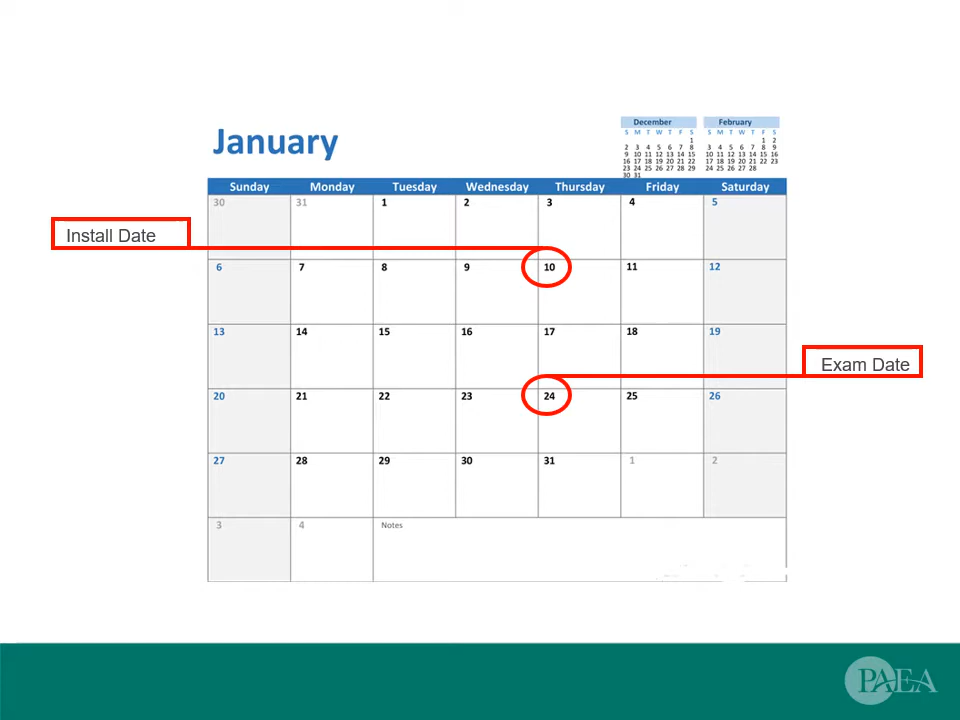 January
December
S M T W T F S
1
2 3 4 5 6 7 8
9 10 11 12 13 14 15
16 17 18 19 20 21 22
23 24 25 26 27 28 29
30 31
February
S M T W T F S
1 2
3 4 5 6 7 8 9
10 11 12 13 14 15 16
17 18 19 20 21 22 23
24 25 26 27 28
Sunday Monday Tuesday Wednesday Thursday Friday Saturday
30 31 1 2 3 4 5
Install Date
6 7 8 9 10 11 12
13 14 15 16 17 18 19
Exam Date
20 21 22 23 24 25 26
27 28 29 30 31 1 2
3 4 Notes
PAEA